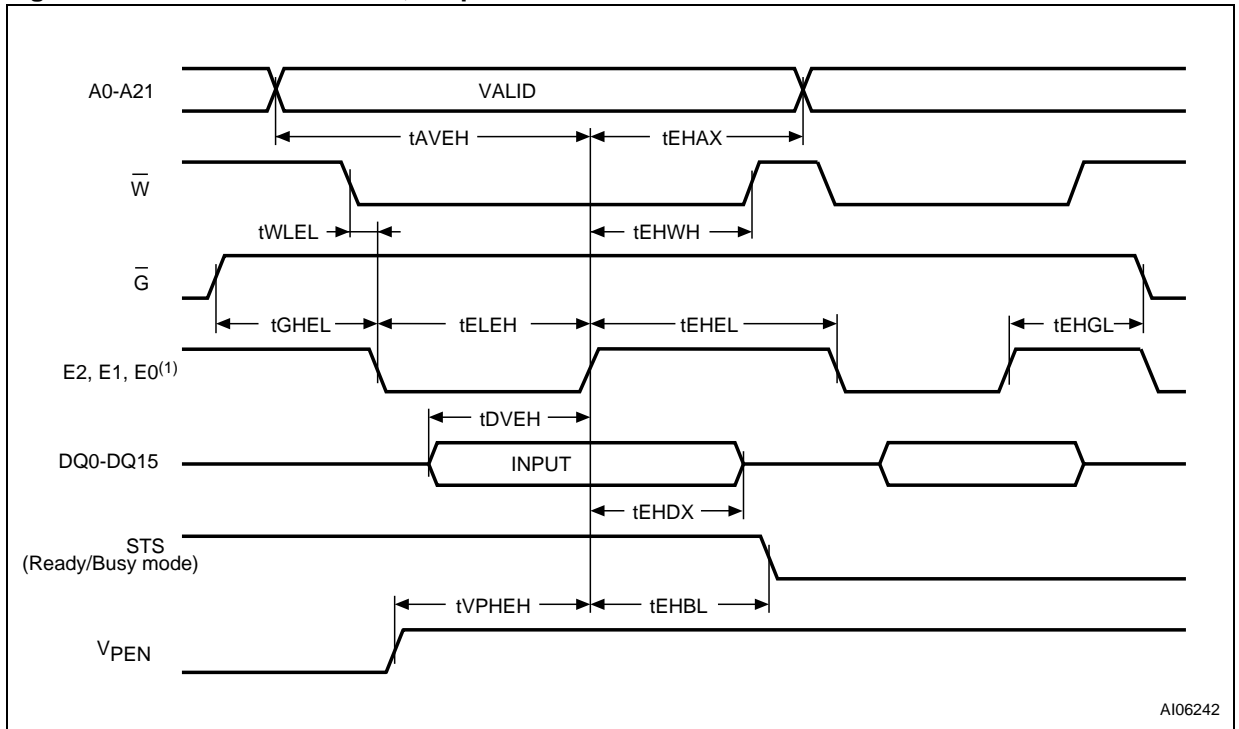 A0-A21
VALID
tAVEH
tEHAX
W̅
tWLEL
tEHWH
G̅
tGHEL
tELEH
tEHEL
tEHGL
E2, E1, E0(1)
tDVEH
DQ0-DQ15
INPUT
tEHDX
STS
(Ready/Busy mode)
tVPHEH
tEHBL
VPEN
AI06242